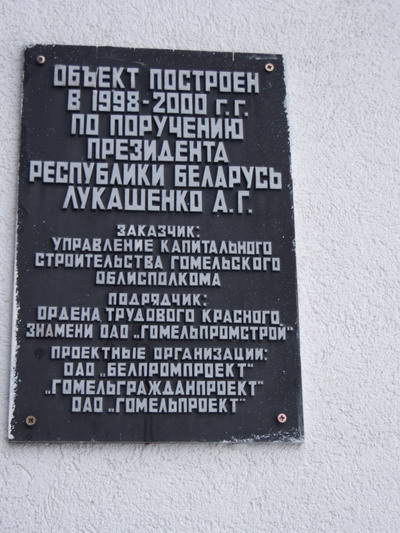 ОБЪЕКТ ПОСТРОЕН
В 1998-2000 Г.Г.
ПО ПОРУЧЕНИЮ
ПРЕЗИДЕНТА
РЕСПУБЛИКИ БЕЛАРУСЬ
ЛУКАШЕНКО А.Г.
ЗАКАЗЧИК:
УПРАВЛЕНИЕ КАПИТАЛЬНОГО
СТРОИТЕЛЬСТВА ГОМЕЛЬСКОГО
ОБЛИСПОЛКОМА
ПОДРЯДЧИК:
ОРДЕНА ТРУДОВОГО КРАСНОГО
ЗНАМЕНИ ОАО „ГОМЕЛЬПРОМСТРОЙ"
ПРОЕКТНЫЕ ОРГАНИЗАЦИИ:
ОАО „БЕЛПРОМПРОЕКТ"
„ГОМЕЛЬГРАЖДАНПРОЕКТ"
ОАО „ГОМЕЛЬПРОЕКТ"